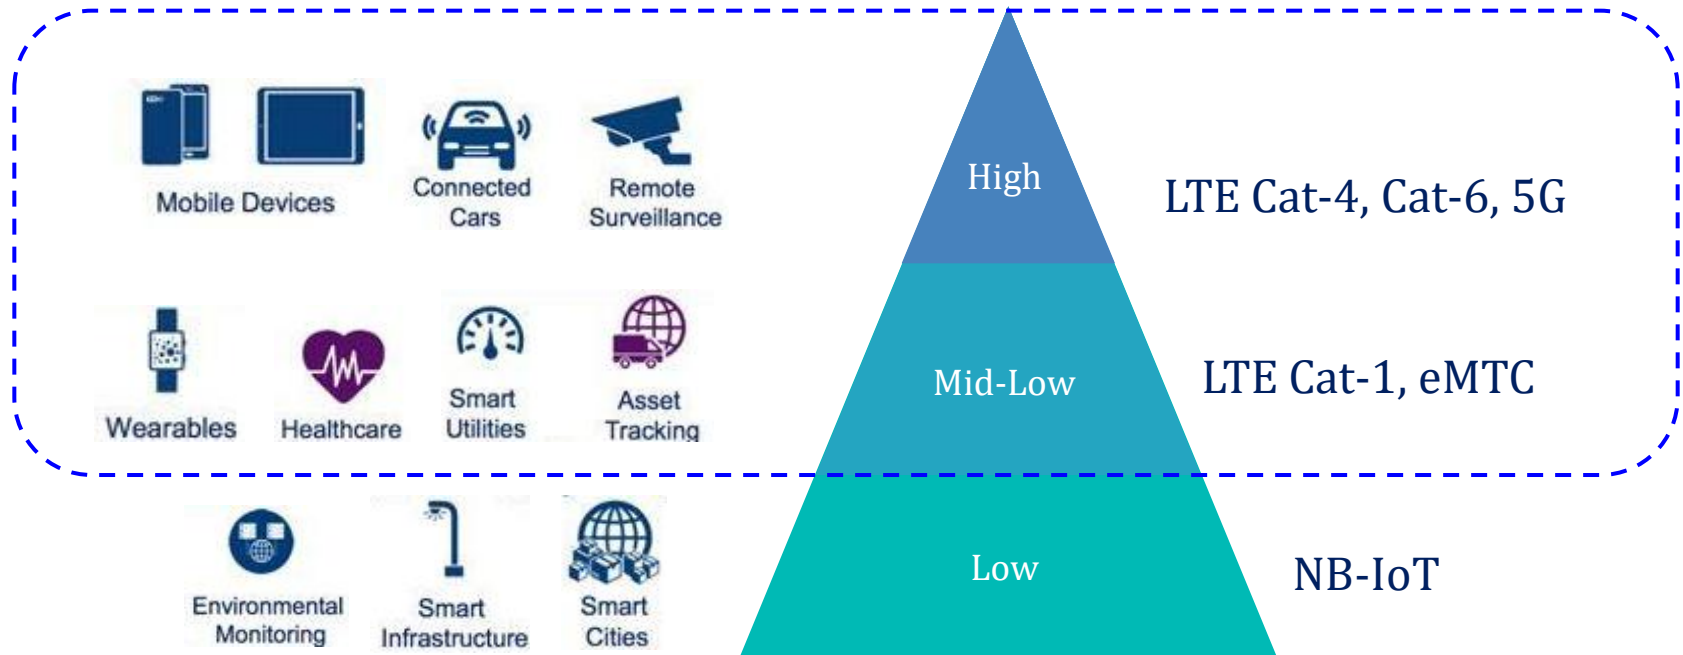 Mobile Devices
Connected
Cars
Remote
Surveillance
High
LTE Cat-4, Cat-6, 5G
Wearables
Healthcare
Smart
Utilities
Asset
Tracking
Mid-Low
LTE Cat-1, eMTC
Environmental
Monitoring
Smart
Infrastructure
Smart
Cities
Low
NB-IoT